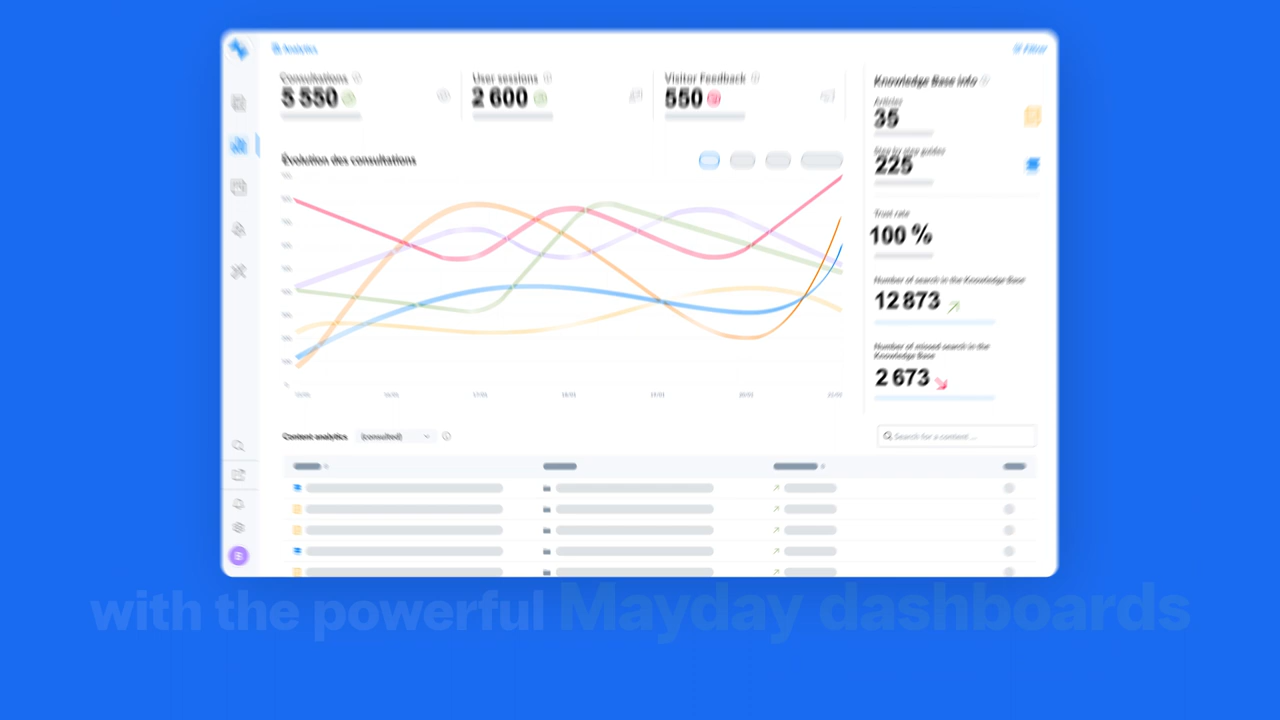 Analytics
Filter
Consultations
5 550
User sessions
2 600
Visitor Feedback
550
Évolution des consultations
Knowledge Base info
Articles
35
Step by step guides
225
Trust rate
100 %
Number of search in the Knowledge Base
12 873
Number of missed search in the
Knowledge Base
2 673
Content analytics
(consulted)
Search for a content ...
with the powerful Mayday dashboards